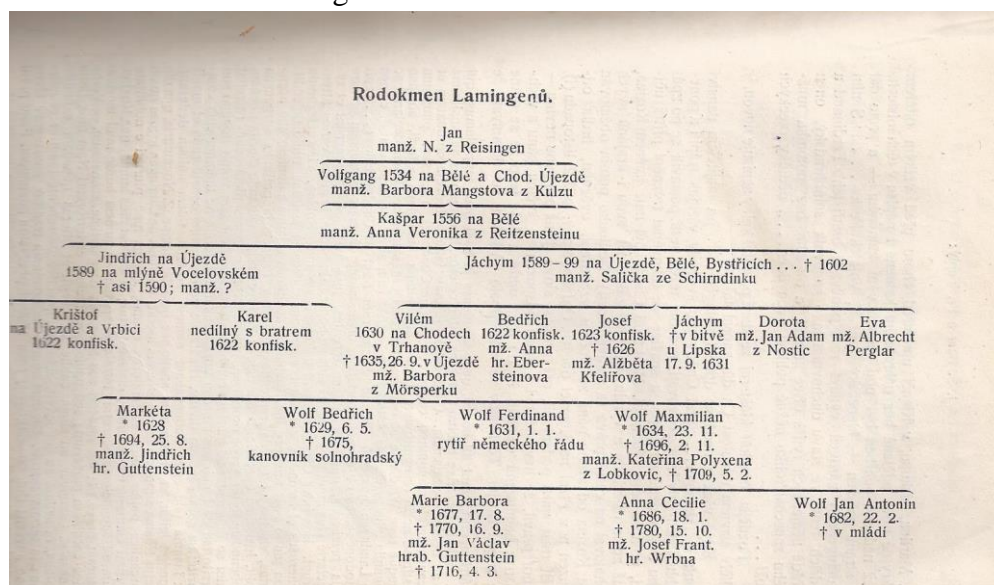 Rodokmen Lamingenů.
Jan
manž. N. z Reisingen
Volfgang 1534 na Bělé a Chod. Újezdě
manž. Barbora Mangstova z Kulzu
Kašpar 1556 na Bělé
manž. Anna Veronika z Reitzensteinu
Jindřich na Újezdě
1589 na mlýně Vocelovském
† asi 1590; manž. ?
Jáchym 1589–99 na Újezdě, Bělé, Bystřicích ... † 1602
manž. Salička ze Schirndinku
Krištof
na Újezdě a Vrbici
1622 konfisk.
Karel
nedílný s bratrem
1622 konfisk.
Vilém
1630 na Chodech
v Trhanově
† 1635, 26. 9. v Újezdě
mž. Barbora
z Mörsperku
Bedřich
1622 konfisk.
mž. Anna
hr. Eber-
steinova
Josef
1623 konfisk.
† 1626
mž. Alžběta
Kfelířova
Jáchym
† v bitvě
u Lipska
17. 9. 1631
Dorota
mž. Jan Adam
z Nostic
Eva
mž. Albrecht
Perglar
Markéta
* 1628
† 1694, 25. 8.
manž. Jindřich
hr. Guttenstein
Wolf Bedřich
* 1629, 6. 5.
† 1675,
kanovník solnohradský
Wolf Ferdinand
* 1631, 1. 1.
rytíř německého řádu
Wolf Maxmilian
* 1634, 23. 11.
† 1696, 2. 11.
manž. Kateřina Polyxena
z Lobkovic, † 1709, 5. 2.
Marie Barbora
* 1677, 17. 8.
† 1770, 16. 9.
mž. Jan Václav
hrab. Guttenstein
† 1716, 4. 3.
Anna Cecilie
* 1686, 18. 1.
† 1780, 15. 10.
mž. Josef Frant.
hr. Wrbna
Wolf Jan Antonín
* 1682, 22. 2.
† v mládí